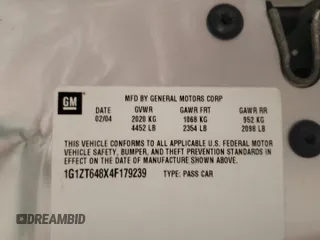 GM
MFD BY GENERAL MOTORS CORP
DATE GVWR GAWR FRT GAWR RR
02/04 2020 KG 1068 KG 952 KG
4452 LB 2354 LB 2098 LB
THIS VEHICLE CONFORMS TO ALL APPLICABLE U.S. FEDERAL MOTOR
VEHICLE SAFETY, BUMPER, AND THEFT PREVENTION STANDARDS IN
EFFECT ON THE DATE OF MANUFACTURE SHOWN ABOVE.
1G1ZT648X4F179239 TYPE: PASS CAR
DREAMBID